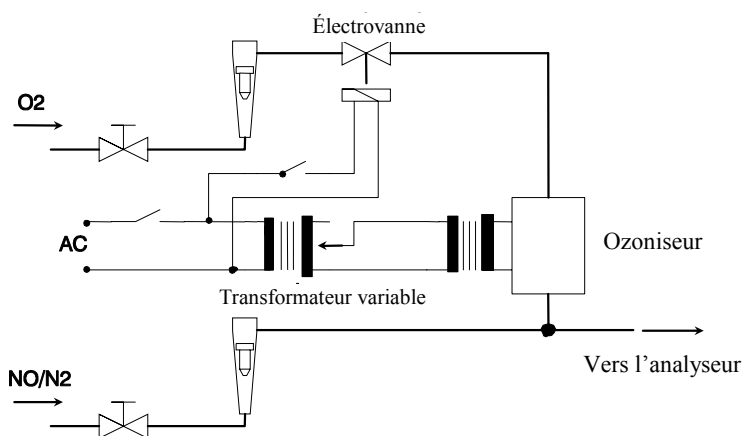 Électrovanne
O2
AC
Ozoniseur
Transformateur variable
Vers l'analyseur
NO/N2